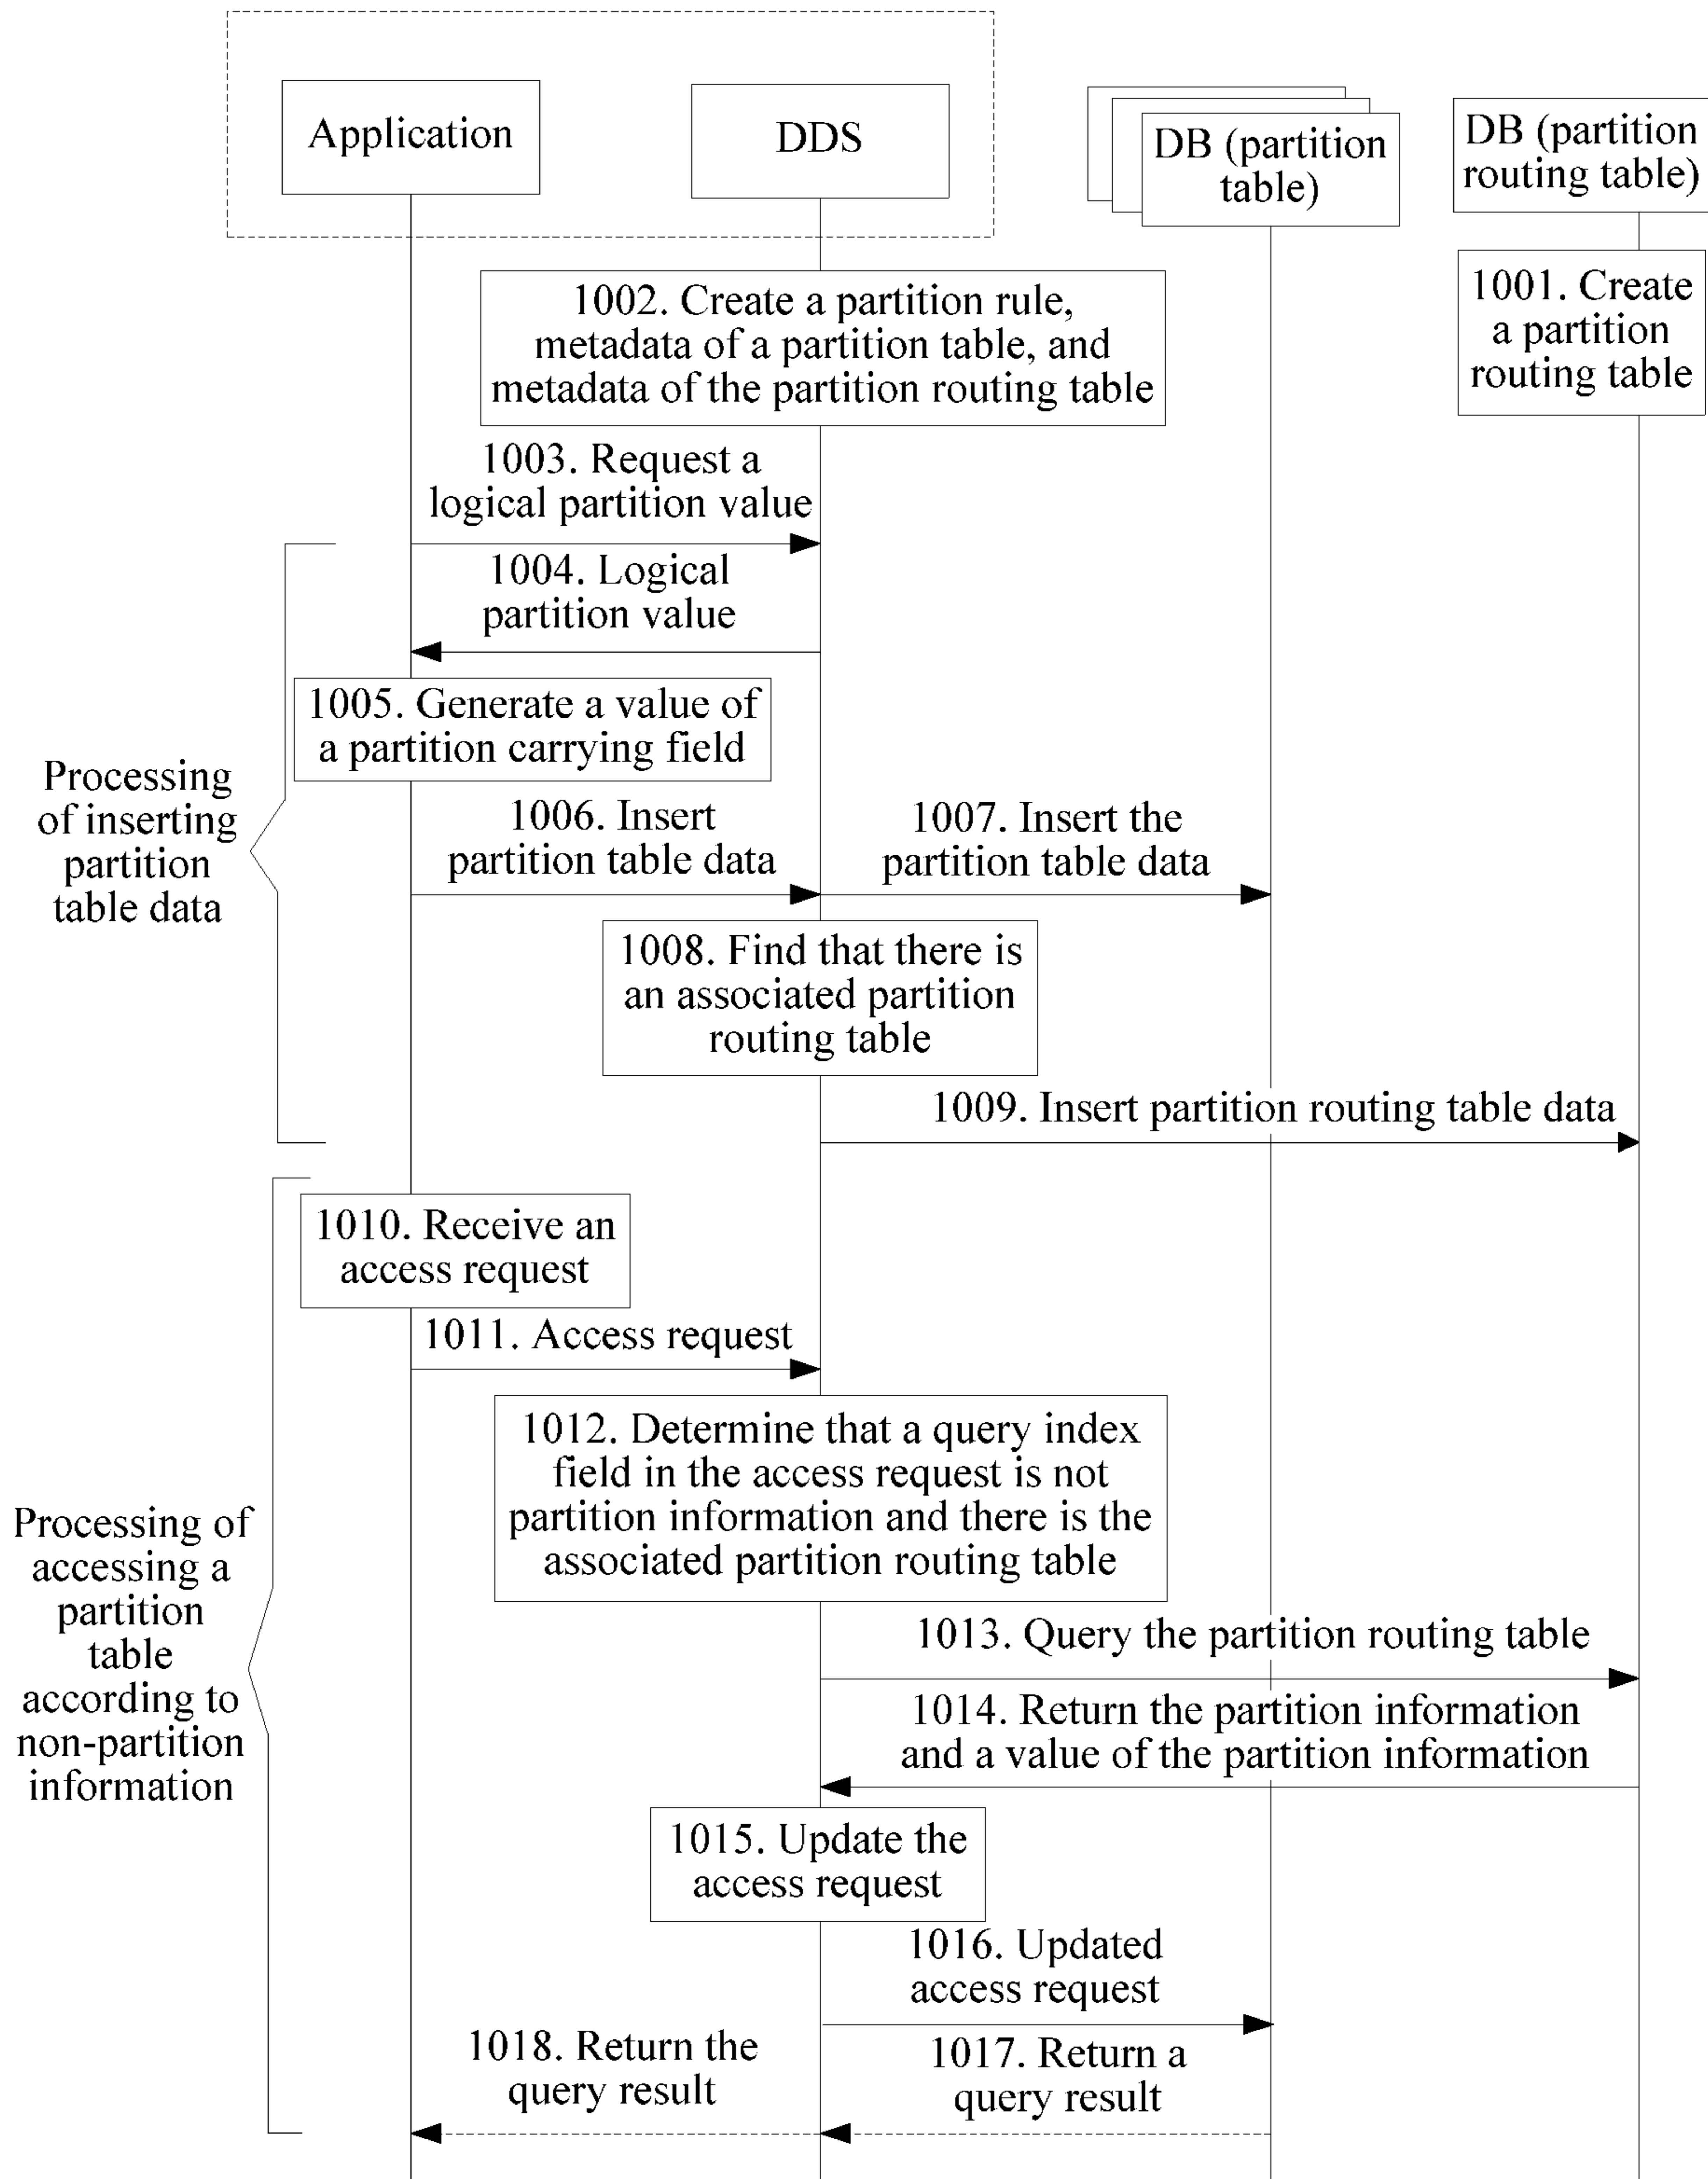 Application
DDS
DB (partition
table)
DB (partition
routing table)
1001. Create
a partition
routing table
1002. Create a partition rule,
metadata of a partition table, and
metadata of the partition routing table
1003. Request a
logical partition value
1004. Logical
partition value
1005. Generate a value of
a partition carrying field
Processing
of inserting
partition
table data
1006. Insert
partition table data
1007. Insert the
partition table data
1008. Find that there is
an associated partition
routing table
1009. Insert partition routing table data
1010. Receive an
access request
1011. Access request
1012. Determine that a query index
field in the access request is not
partition information and there is the
associated partition routing table
Processing of
accessing a
partition
table
according to
non-partition
information
1013. Query the partition routing table
1014. Return the partition information
and a value of the partition information
1015. Update the
access request
1016. Updated
access request
1018. Return the
query result
1017. Return a
query result